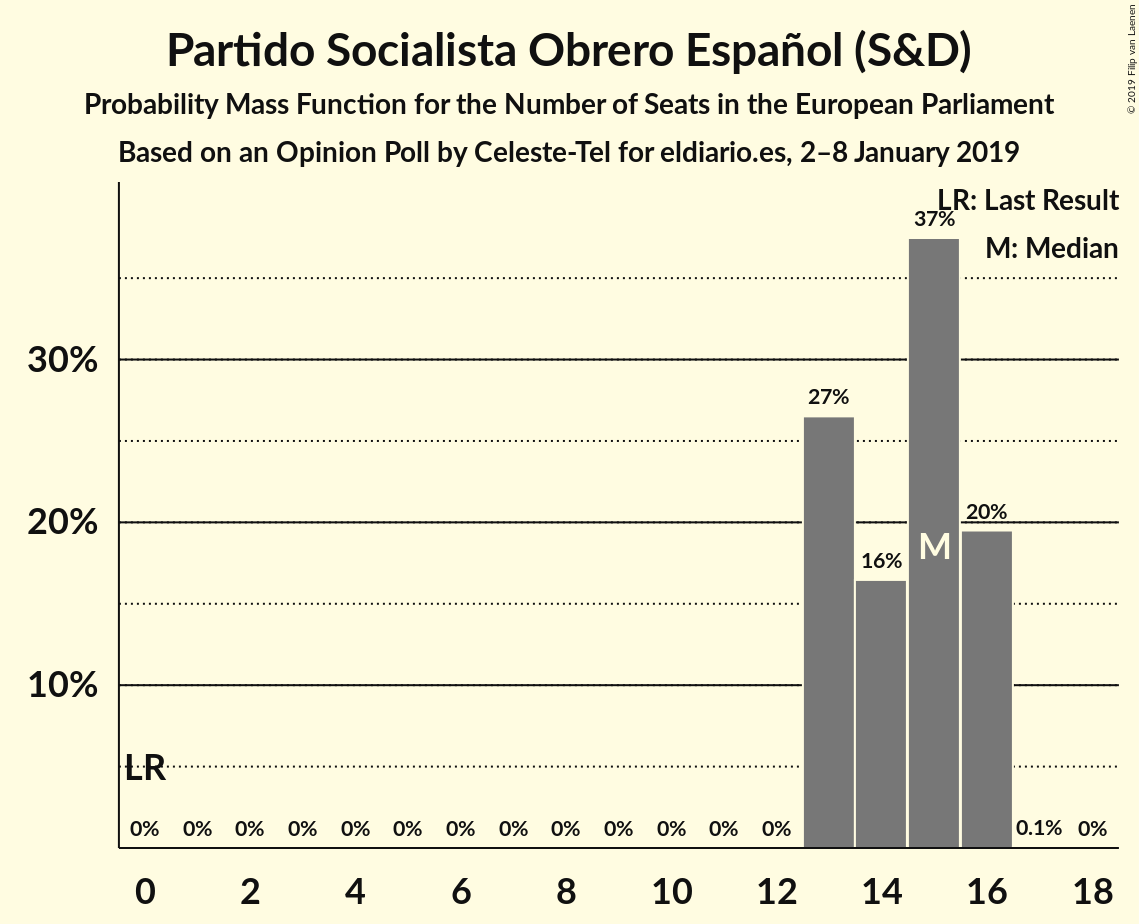 Partido Socialista Obrero Español (S&D)
Probability Mass Function for the Number of Seats in the European Parliament
Based on an Opinion Poll by Celeste-Tel for eldiario.es, 2–8 January 2019
© 2019 Filip van Laenen
LR: Last Result
M: Median
37%
30%
27%
20%
20%
16%
M
10%
LR
0% 0% 0% 0% 0% 0% 0% 0% 0% 0% 0% 0% 0% 0.1% 0%
0 2 4 6 8 10 12 14 16 18